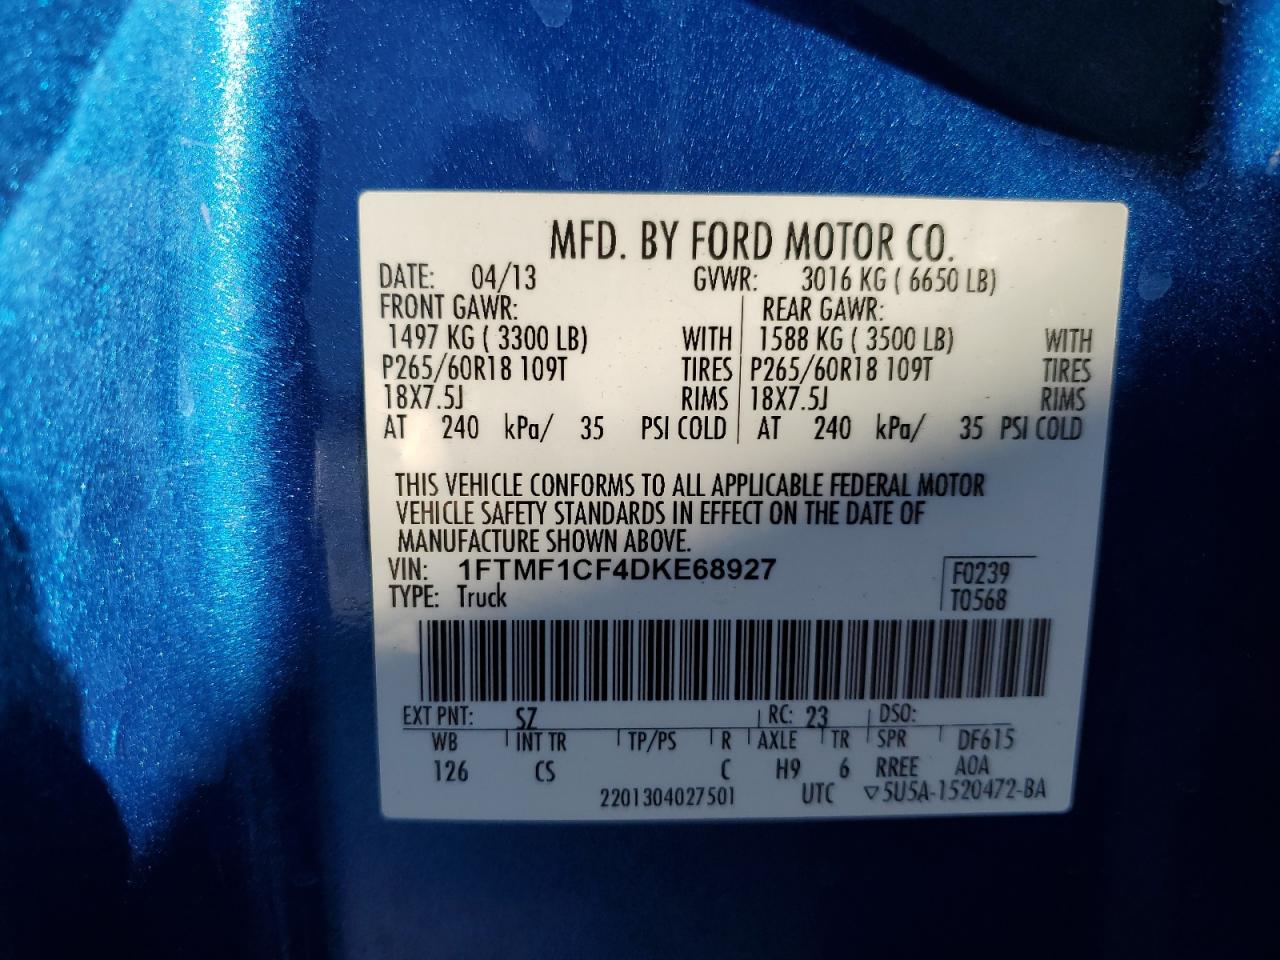 MFD. BY FORD MOTOR CO.
DATE: 04/13 GVWR: 3016 KG ( 6650 LB)
FRONT GAWR: REAR GAWR:
1497 KG ( 3300 LB) WITH 1588 KG ( 3500 LB) WITH
P265/60R18 109T TIRES P265/60R18 109T TIRES
18X7.5J RIMS 18X7.5J RIMS
AT 240 kPa/ 35 PSI COLD AT 240 kPa/ 35 PSI COLD
THIS VEHICLE CONFORMS TO ALL APPLICABLE FEDERAL MOTOR
VEHICLE SAFETY STANDARDS IN EFFECT ON THE DATE OF
MANUFACTURE SHOWN ABOVE.
VIN: 1FTMF1CF4DKE68927 F0239
TYPE: Truck T0568
EXT PNT: SZ RC: 23 DSO:
WB INT TR TP/PS R AXLE TR SPR DF615
126 CS C H9 6 RREE A0A
2201304027501 UTC ▽5U5A-1520472-BA